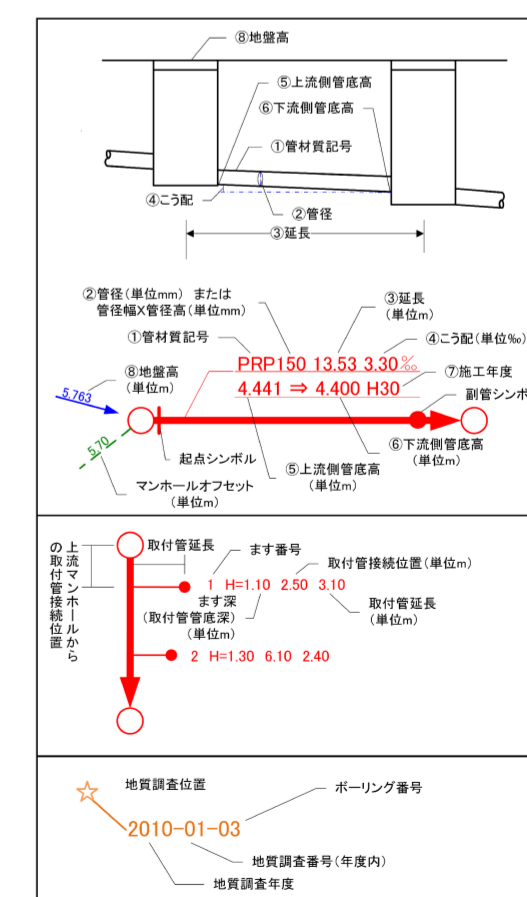 ⑧地盤高
⑤上流側管底高
⑥下流側管底高
①管材質記号
④こう配
②管径
③延長
②管径(単位mm) または
管径幅X管径高(単位mm)
③延長
(単位m)
①管材質記号
④こう配(単位‰)
PRP150 13.53 3.30‰
⑧地盤高
(単位m)
⑦施工年度
5.763
4.441 ⇒ 4.400 H30
副管シンボ
5.70
起点シンボル
⑥下流側管底高
(単位m)
⑤上流側管底高
(単位m)
マンホールオフセット
(単位m)
上流マンホールから
の取付管接続位置
取付管延長
ます番号
取付管接続位置(単位m)
1 H=1.10 2.50 3.10
ます深
(取付管管底深)
(単位m)
取付管延長
(単位m)
2 H=1.30 6.10 2.40
地質調査位置
ボーリング番号
2010-01-03
地質調査番号(年度内)
地質調査年度